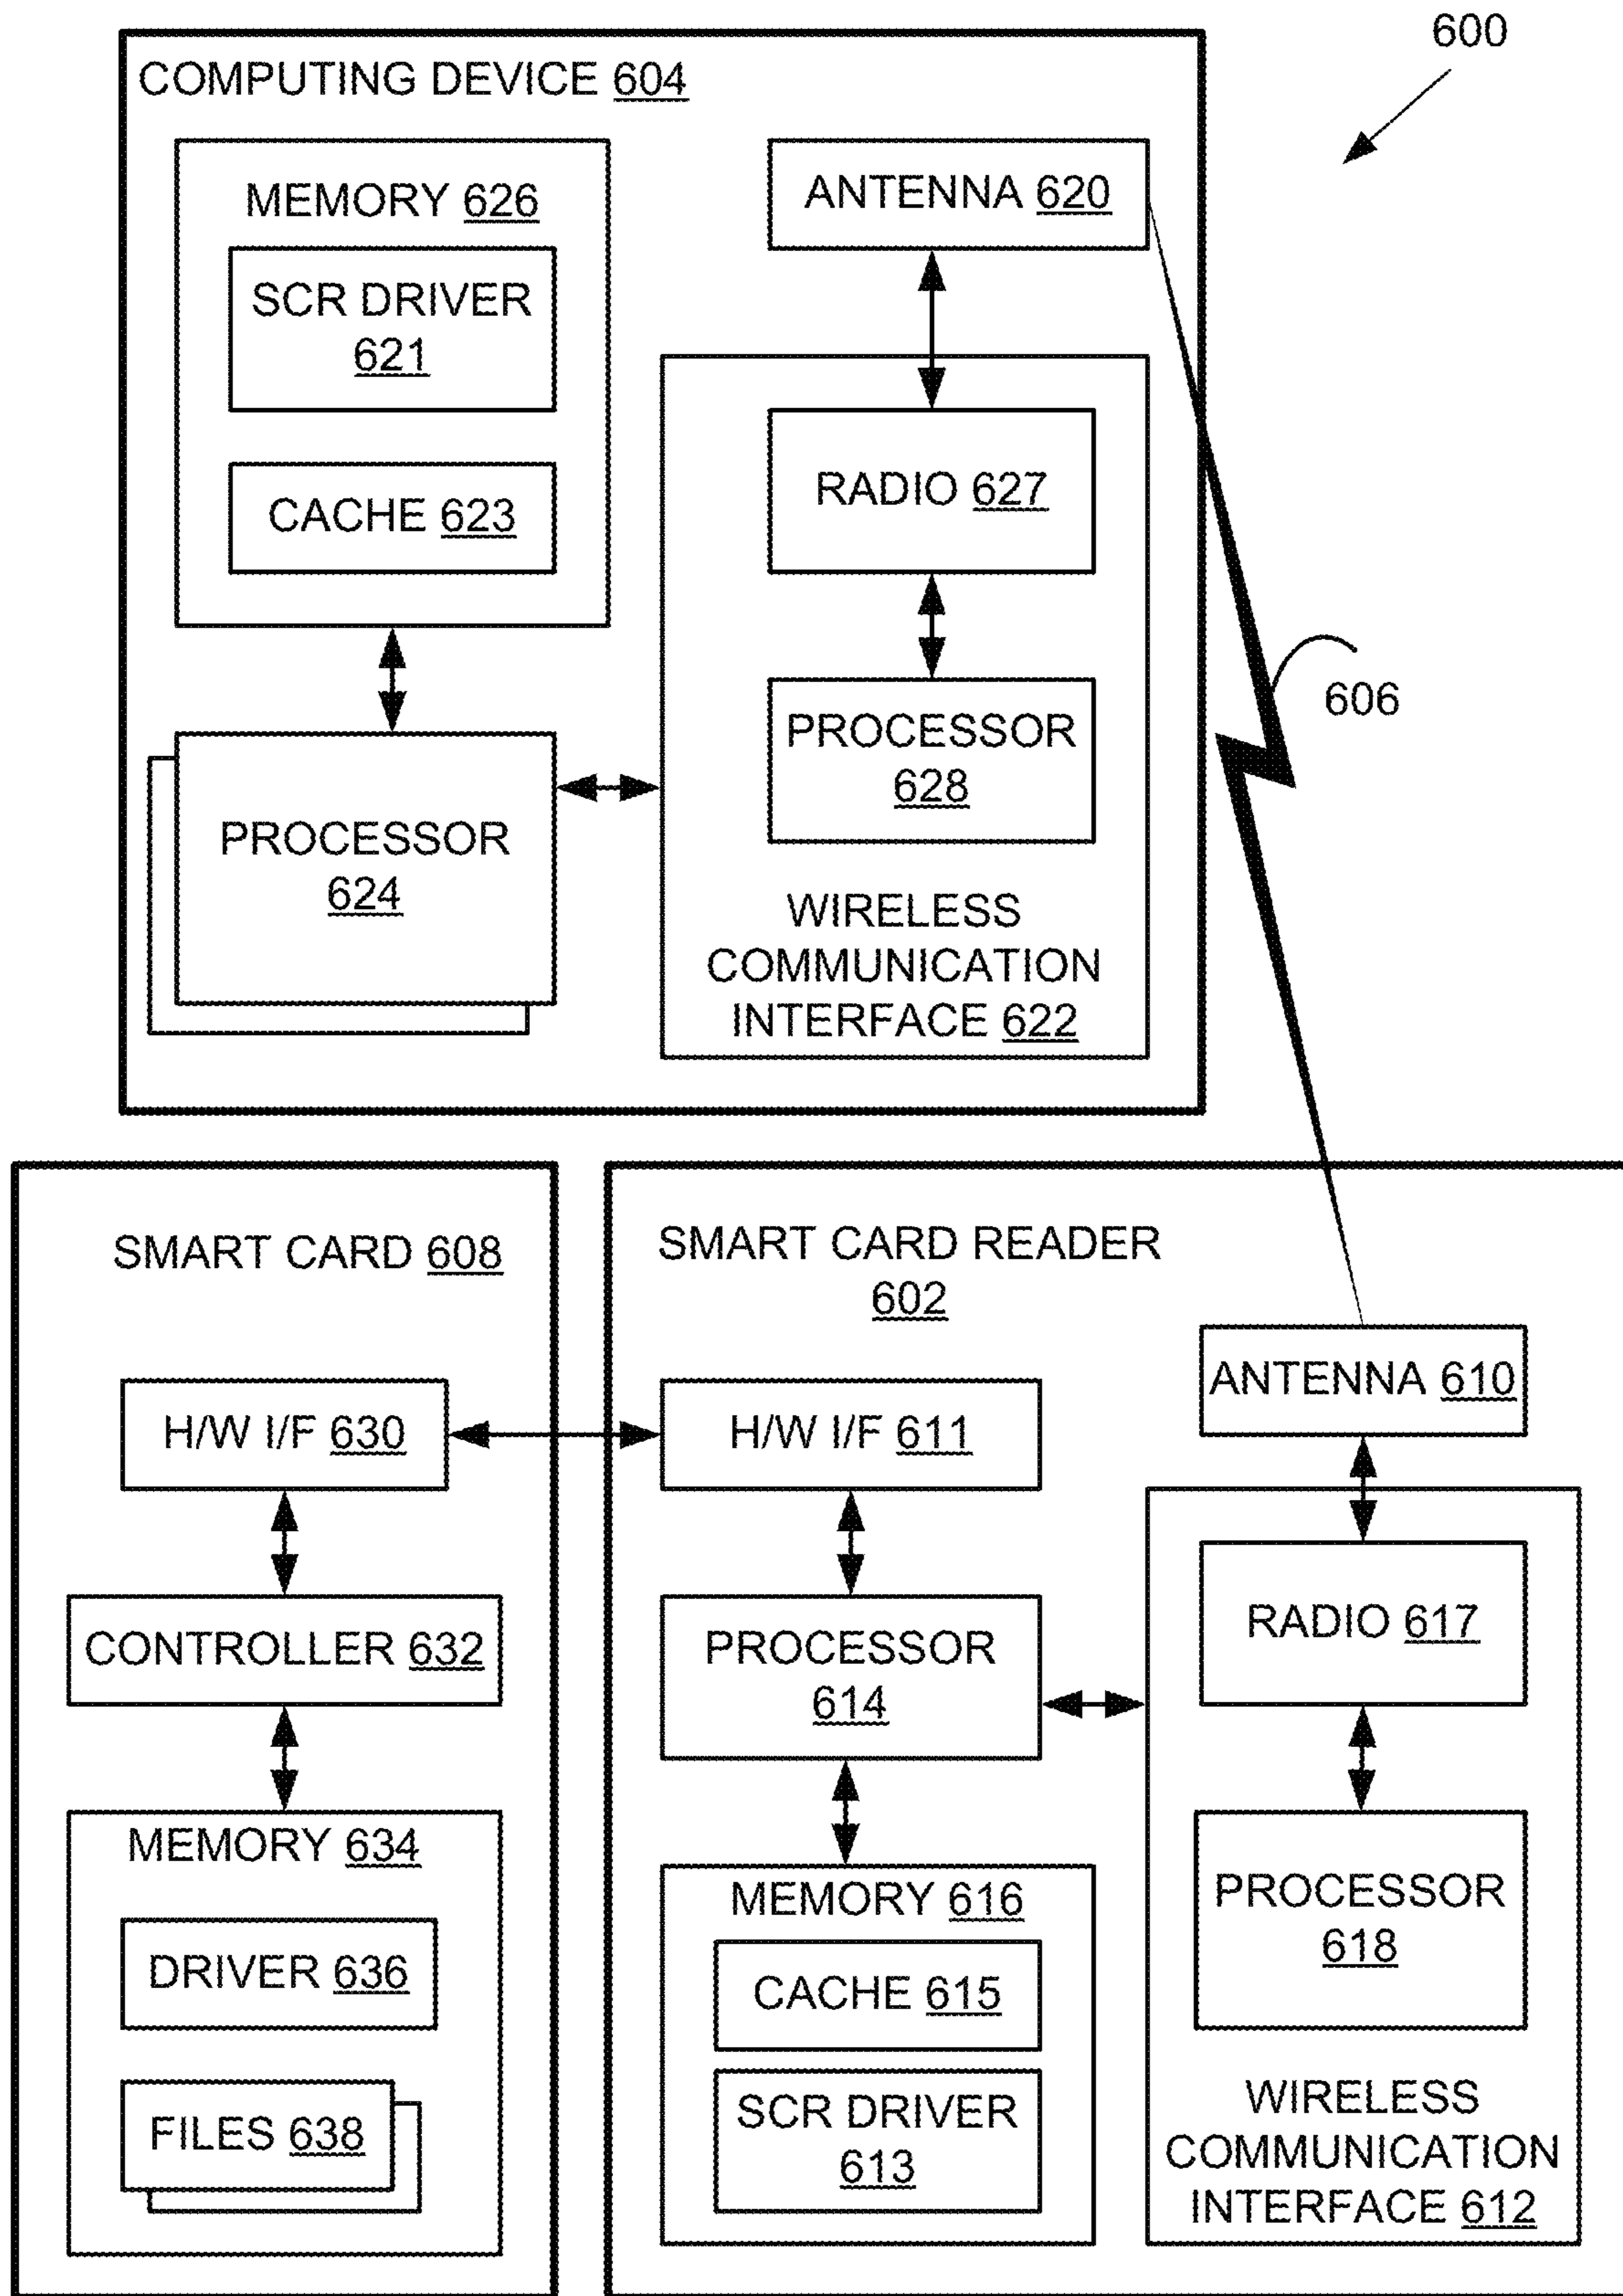 600
COMPUTING DEVICE 604
MEMORY 626
SCR DRIVER
621
CACHE 623
PROCESSOR
624
ANTENNA 620
RADIO 627
PROCESSOR
628
WIRELESS
COMMUNICATION
INTERFACE 622
606
SMART CARD 608
H/W I/F 630
CONTROLLER 632
MEMORY 634
DRIVER 636
FILES 638
SMART CARD READER
602
ANTENNA 610
H/W I/F 611
PROCESSOR
614
MEMORY 616
CACHE 615
SCR DRIVER
613
RADIO 617
PROCESSOR
618
WIRELESS
COMMUNICATION
INTERFACE 612